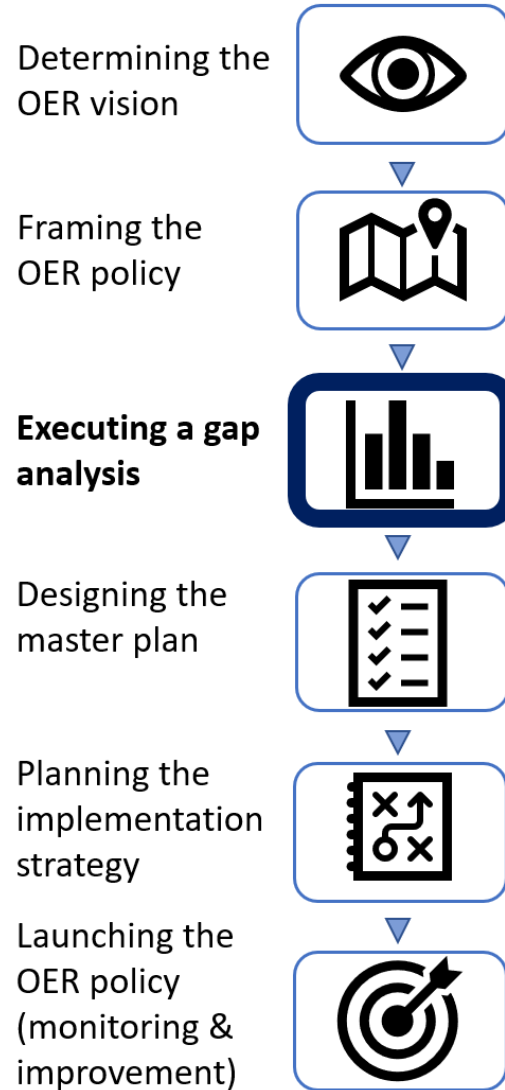 Determining the
OER vision
Framing the
OER policy
Executing a gap
analysis
Designing the
master plan
Planning the
implementation
strategy
Launching the
OER policy
(monitoring &
improvement)